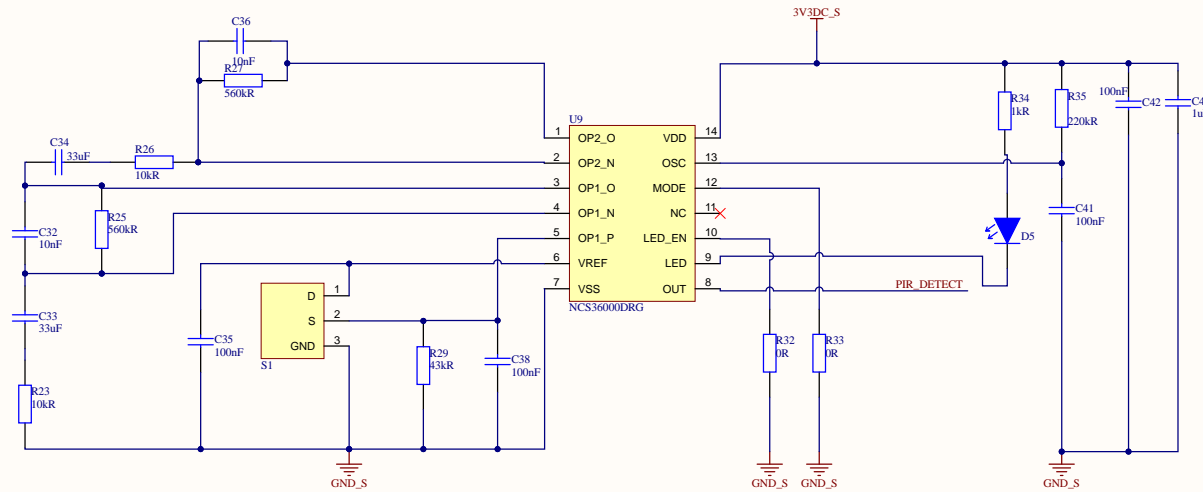 3V3DC_S
C36
10nF
R27
560kR
C34
33uF
R26
10kR
R25
560kR
C32
10nF
C33
33uF
R23
10kR
C35
100nF
D 1
S 2
GND 3
S1
R29
43kR
C38
100nF
GND_S
U9
1 OP2_O VDD 14
2 OP2_N OSC 13
3 OP1_O MODE 12
4 OP1_N NC 11
5 OP1_P LED_EN 10
6 VREF LED 9
7 VSS OUT 8
NCS36000DRG
PIR_DETECT
R32
0R
R33
0R
GND_S
GND_S
R34
1kR
R35
220kR
100nF
C42
1u
C41
100nF
D5
GND_S